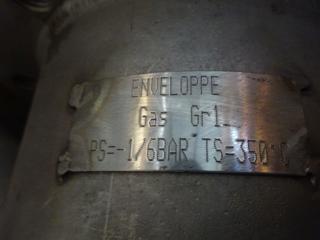 ENVELOPPE
Gas Gr1
PS=-1/6BAR TS=350°C